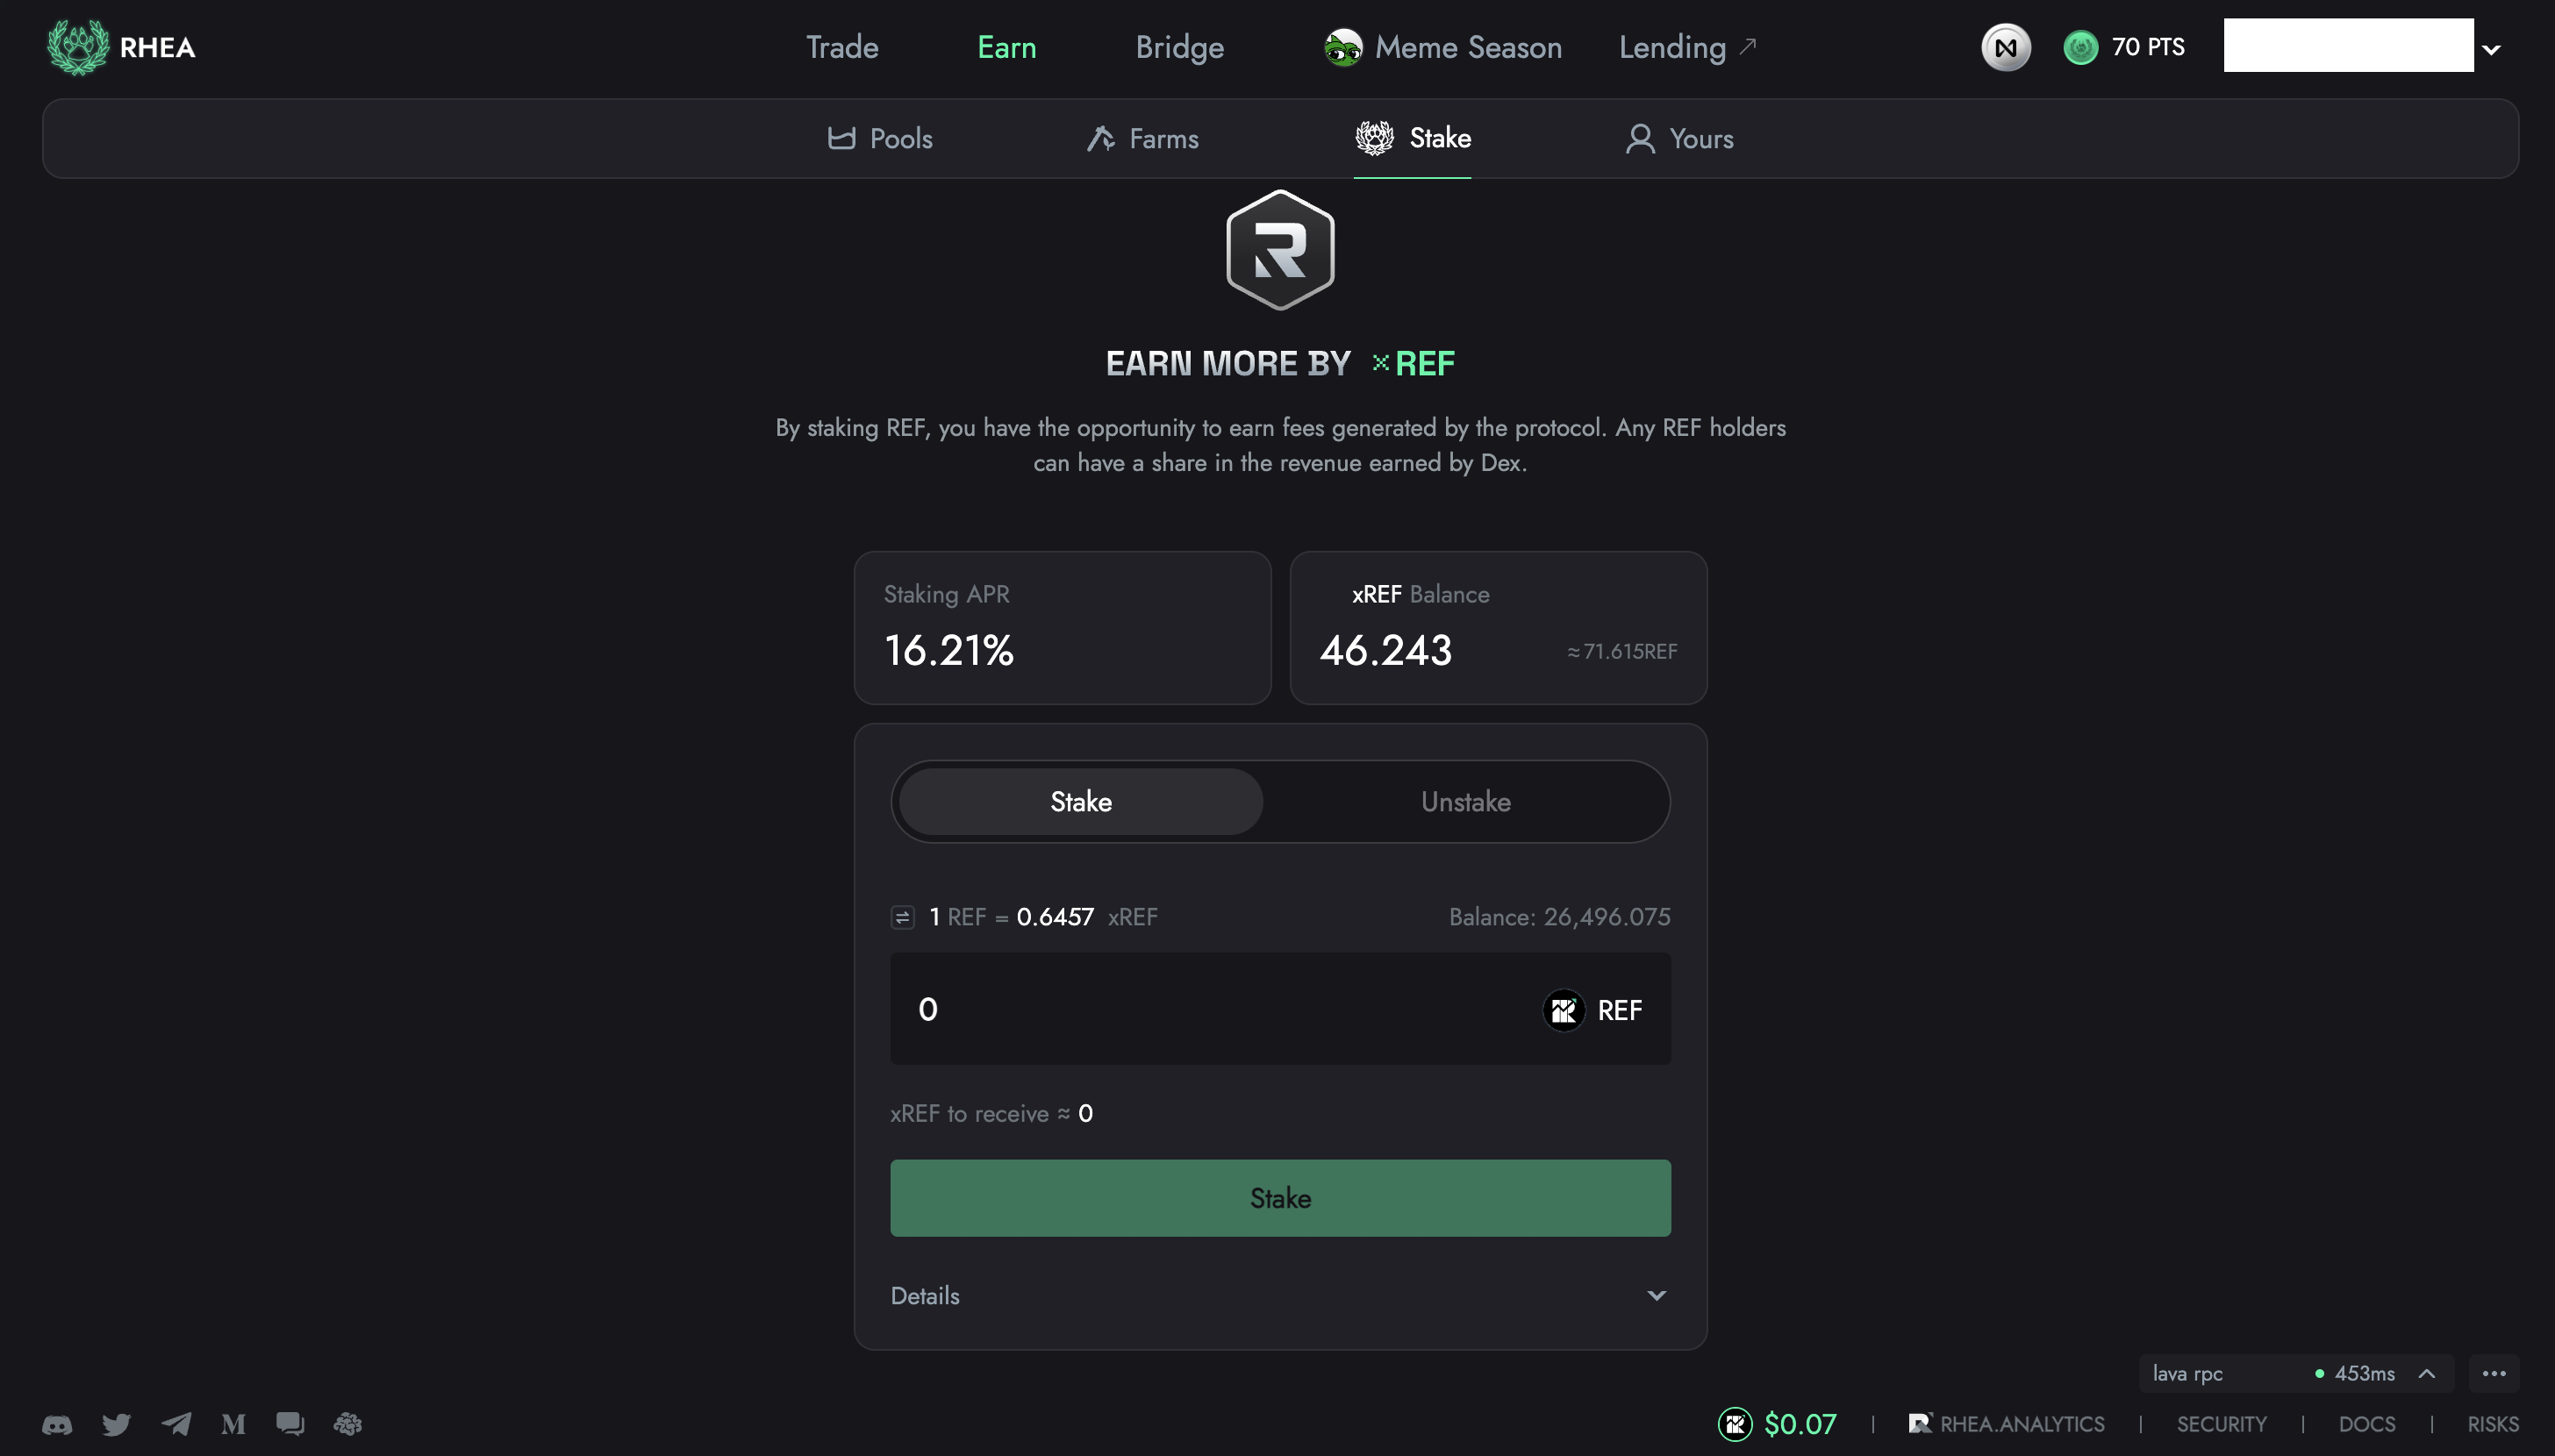 RHEA
Trade
Earn
Bridge
Meme Season
Lending
70 PTS
Pools
Farms
Stake
Yours
EARN MORE BY xREF
By staking REF, you have the opportunity to earn fees generated by the protocol. Any REF holders
can have a share in the revenue earned by Dex.
Staking APR
16.21%
xREF Balance
46.243
≈71.615REF
Stake
Unstake
1 REF = 0.6457 xREF
Balance: 26,496.075
0
REF
xREF to receive ≈ 0
Stake
Details
lava rpc
453ms
$0.07
RHEA.ANALYTICS
SECURITY
DOCS
RISKS